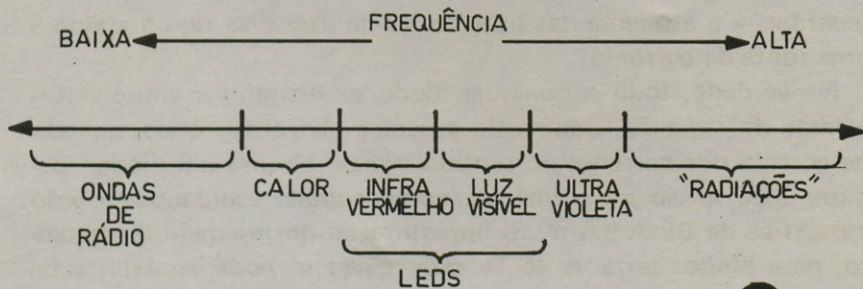 FREQUÊNCIA
BAIXA ALTA
ONDAS DE RÁDIO
CALOR
INFRA VERMELHO
LUZ VISÍVEL
ULTRA VIOLETA
"RADIAÇÕES"
LEDS